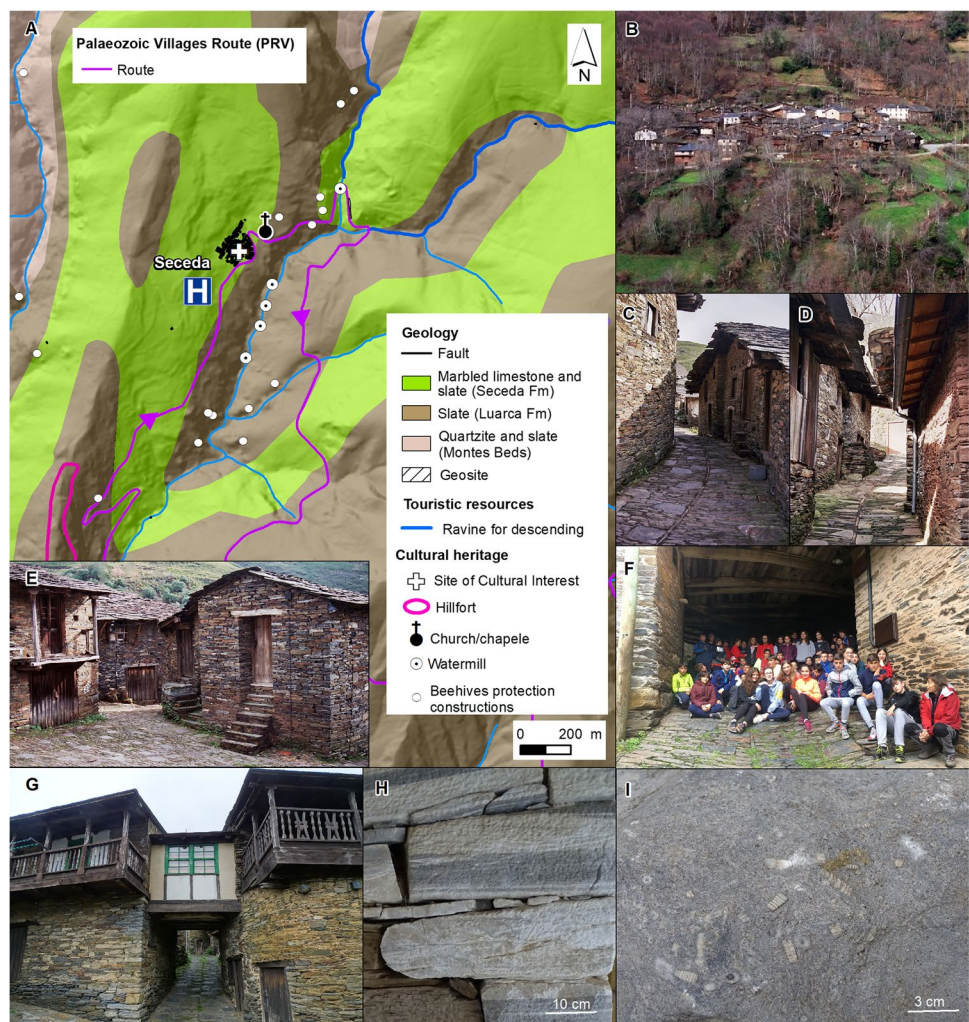 A
Palaeozoic Villages Route (PRV)
Route
N
Seceda
H
Geology
Fault
Marbled limestone and
slate (Seceda Fm)
Slate (Luarca Fm)
Quartzite and slate
(Montes Beds)
Geosite
Touristic resources
Ravine for descending
Cultural heritage
Site of Cultural Interest
Hillfort
Church/chapele
Watermill
Beehives protection
constructions
0 200 m
B
C
D
E
F
G
H
10 cm
I
3 cm